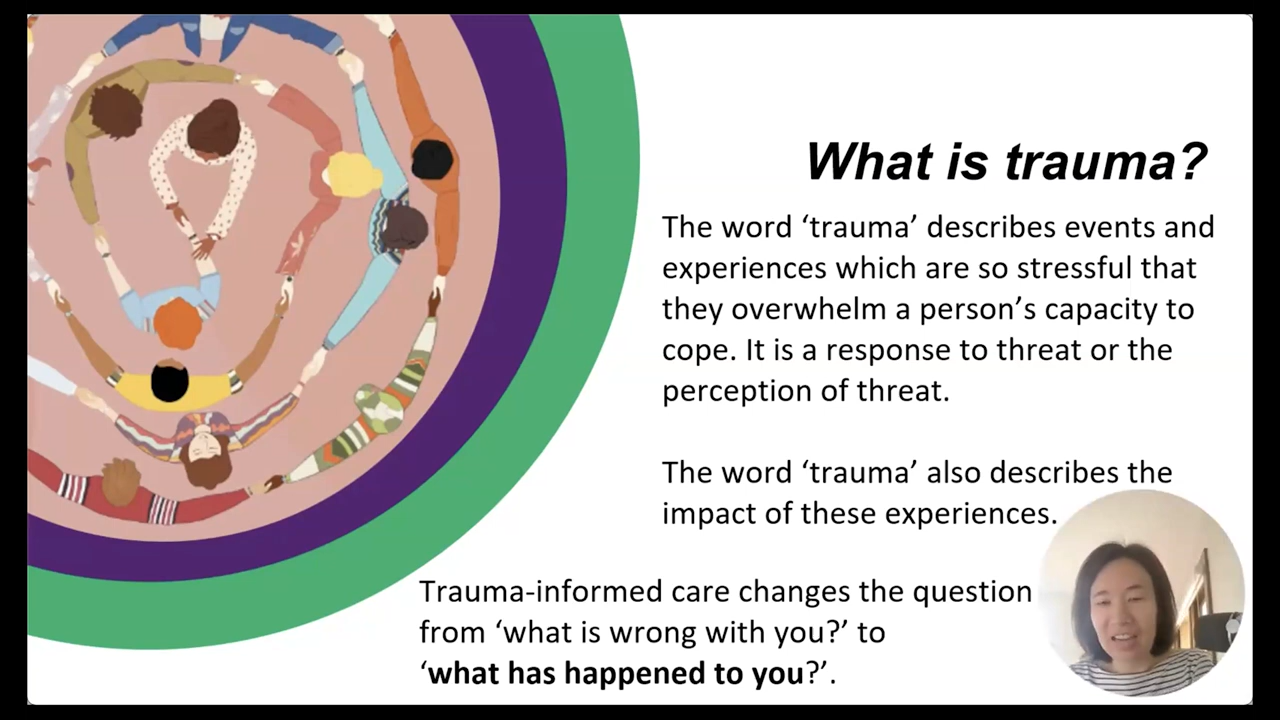 What is trauma?
The word ‘trauma’ describes events and
experiences which are so stressful that
they overwhelm a person’s capacity to
cope. It is a response to threat or the
perception of threat.
The word ‘trauma’ also describes the
impact of these experiences.
Trauma-informed care changes the question
from ‘what is wrong with you?’ to
‘what has happened to you?’.